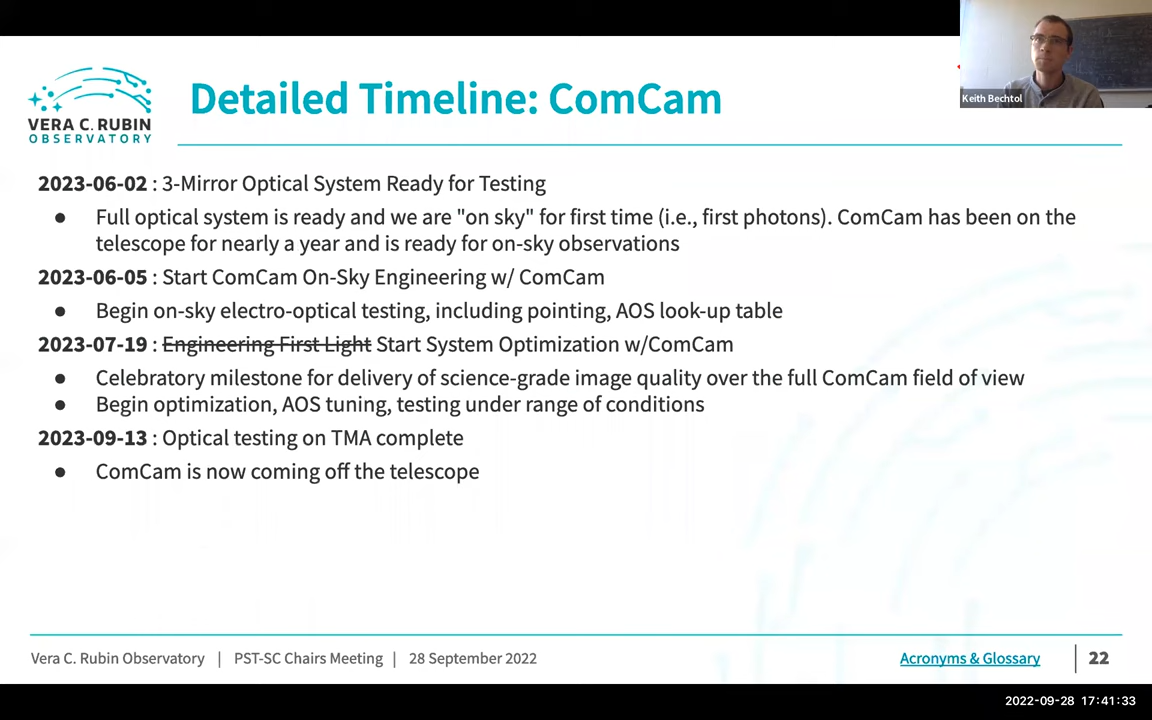 Keith Bechtol
VERA C. RUBIN
OBSERVATORY
Detailed Timeline: ComCam
2023-06-02 : 3-Mirror Optical System Ready for Testing
● Full optical system is ready and we are "on sky" for first time (i.e., first photons). ComCam has been on the
telescope for nearly a year and is ready for on-sky observations
2023-06-05 : Start ComCam On-Sky Engineering w/ ComCam
● Begin on-sky electro-optical testing, including pointing, AOS look-up table
2023-07-19 : Engineering First Light Start System Optimization w/ComCam
● Celebratory milestone for delivery of science-grade image quality over the full ComCam field of view
● Begin optimization, AOS tuning, testing under range of conditions
2023-09-13 : Optical testing on TMA complete
● ComCam is now coming off the telescope
Vera C. Rubin Observatory | PST-SC Chairs Meeting | 28 September 2022
Acronyms & Glossary | 22
2022-09-28 17:41:33